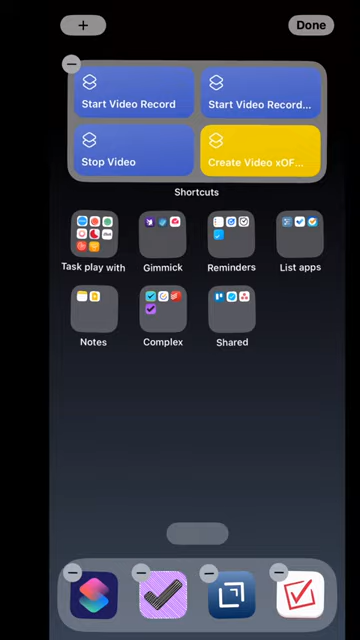 +
Done
Start Video Record
Start Video Record...
Stop Video
Create Video xOF...
Shortcuts
Task play with
Gimmick
Reminders
List apps
Notes
Complex
Shared